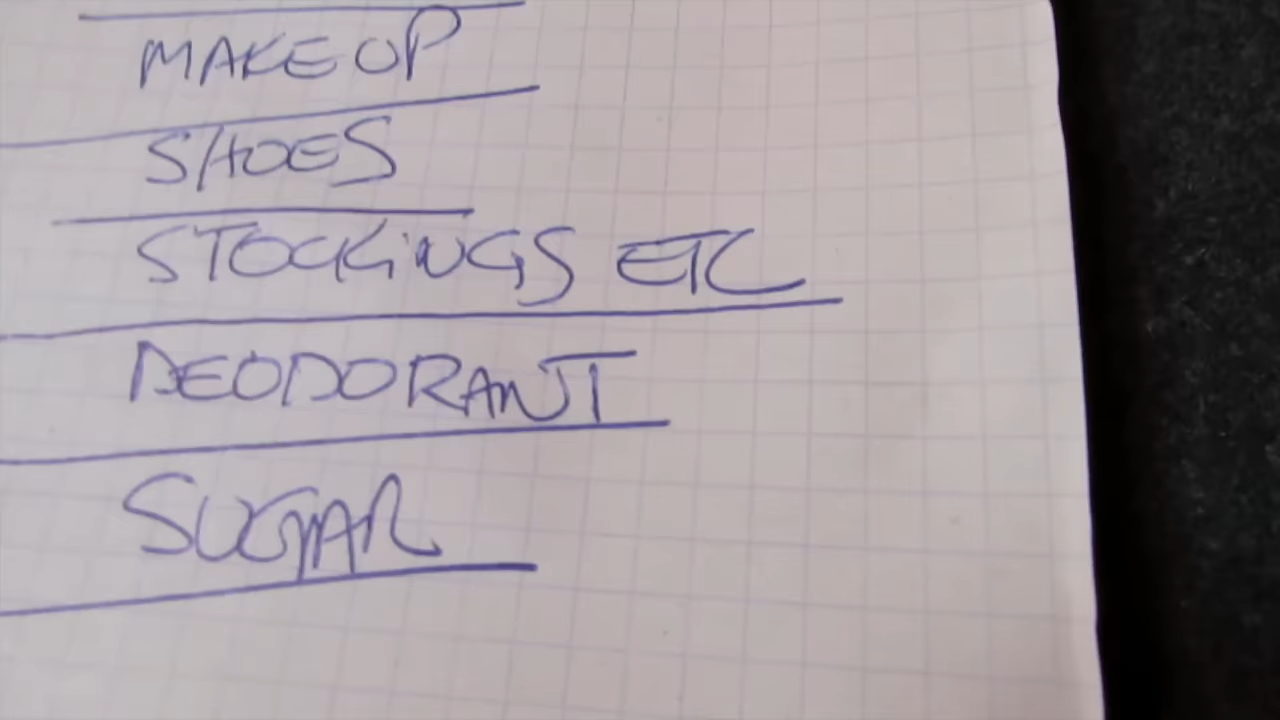 MAKEUP
SHOES
STOCKiNGS ETC
DEODORANT
SUGAR